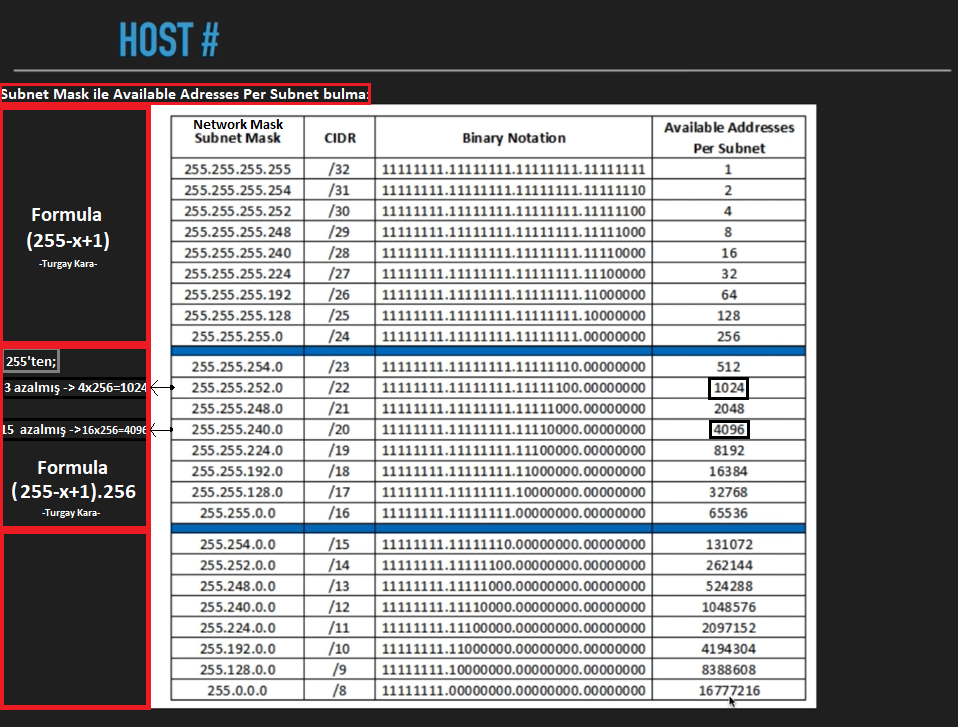 HOST #
Subnet Mask ile Available Adresses Per Subnet bulma:
Formula
(255-x+1)
-Turgay Kara-
255'ten;
3 azalmış -> 4x256=1024
15 azalmış ->16x256=4096
Formula
(255-x+1).256
-Turgay Kara-
Network Mask
Subnet Mask CIDR Binary Notation Available Addresses
Per Subnet
255.255.255.255 /32 11111111.11111111.11111111.11111111 1
255.255.255.254 /31 11111111.11111111.11111111.11111110 2
255.255.255.252 /30 11111111.11111111.11111111.11111100 4
255.255.255.248 /29 11111111.11111111.11111111.11111000 8
255.255.255.240 /28 11111111.11111111.11111111.11110000 16
255.255.255.224 /27 11111111.11111111.11111111.11100000 32
255.255.255.192 /26 11111111.11111111.11111111.11000000 64
255.255.255.128 /25 11111111.11111111.11111111.10000000 128
255.255.255.0 /24 11111111.11111111.11111111.00000000 256
255.255.254.0 /23 11111111.11111111.11111110.00000000 512
255.255.252.0 /22 11111111.11111111.11111100.00000000 1024
255.255.248.0 /21 11111111.11111111.11111000.00000000 2048
255.255.240.0 /20 11111111.11111111.11110000.00000000 4096
255.255.224.0 /19 11111111.11111111.11100000.00000000 8192
255.255.192.0 /18 11111111.11111111.11000000.00000000 16384
255.255.128.0 /17 11111111.11111111.10000000.00000000 32768
255.255.0.0 /16 11111111.11111111.00000000.00000000 65536
255.254.0.0 /15 11111111.11111110.00000000.00000000 131072
255.252.0.0 /14 11111111.11111100.00000000.00000000 262144
255.248.0.0 /13 11111111.11111000.00000000.00000000 524288
255.240.0.0 /12 11111111.11110000.00000000.00000000 1048576
255.224.0.0 /11 11111111.11100000.00000000.00000000 2097152
255.192.0.0 /10 11111111.11000000.00000000.00000000 4194304
255.128.0.0 /9 11111111.10000000.00000000.00000000 8388608
255.0.0.0 /8 11111111.00000000.00000000.00000000 16777216